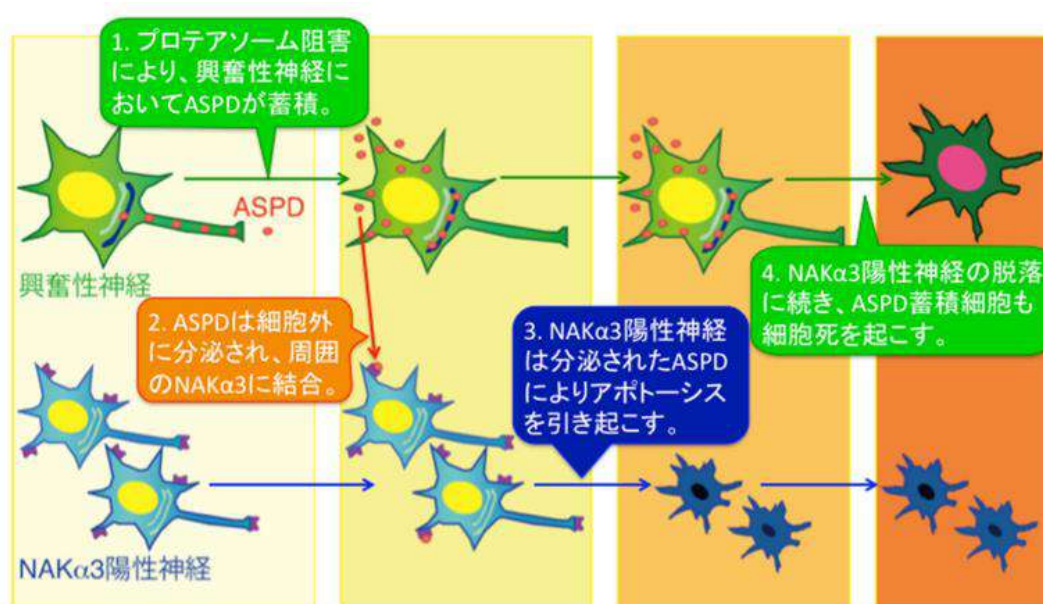 1. プロテアソーム阻害
により、興奮性神経に
おいてASPDが蓄積。
ASPD
興奮性神経
2. ASPDは細胞外
に分泌され、周囲
のNAKα3に結合。
3. NAKα3陽性神経
は分泌されたASPD
によりアポトーシス
を引き起こす。
4. NAKα3陽性神経の脱落
に続き、ASPD蓄積細胞も
細胞死を起こす。
NAKα3陽性神経